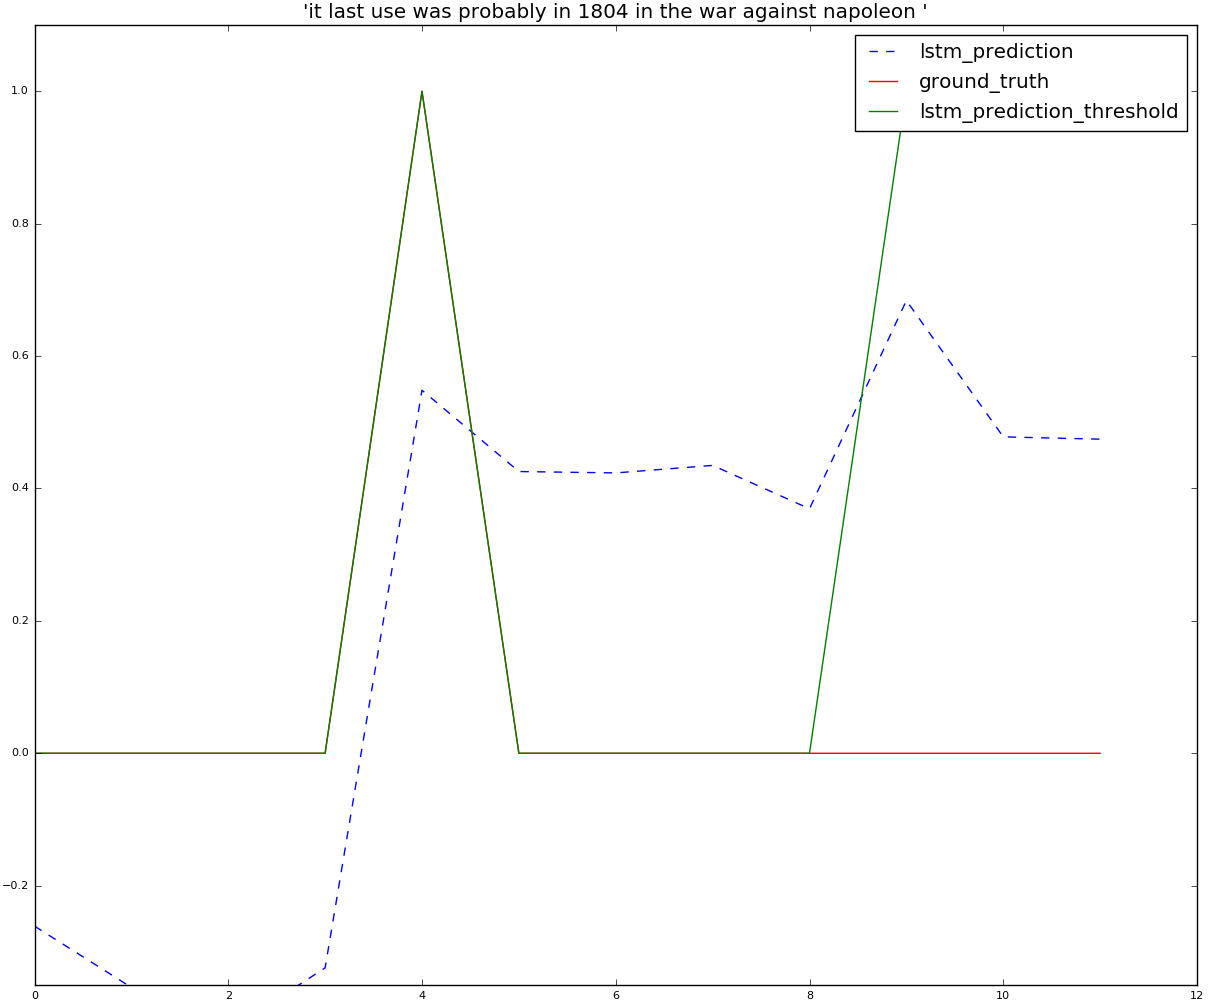 'it last use was probably in 1804 in the war against napoleon '
lstm_prediction
ground_truth
lstm_prediction_threshold
1.0
0.8
0.6
0.4
0.2
0.0
−0.2
0 2 4 6 8 10 12